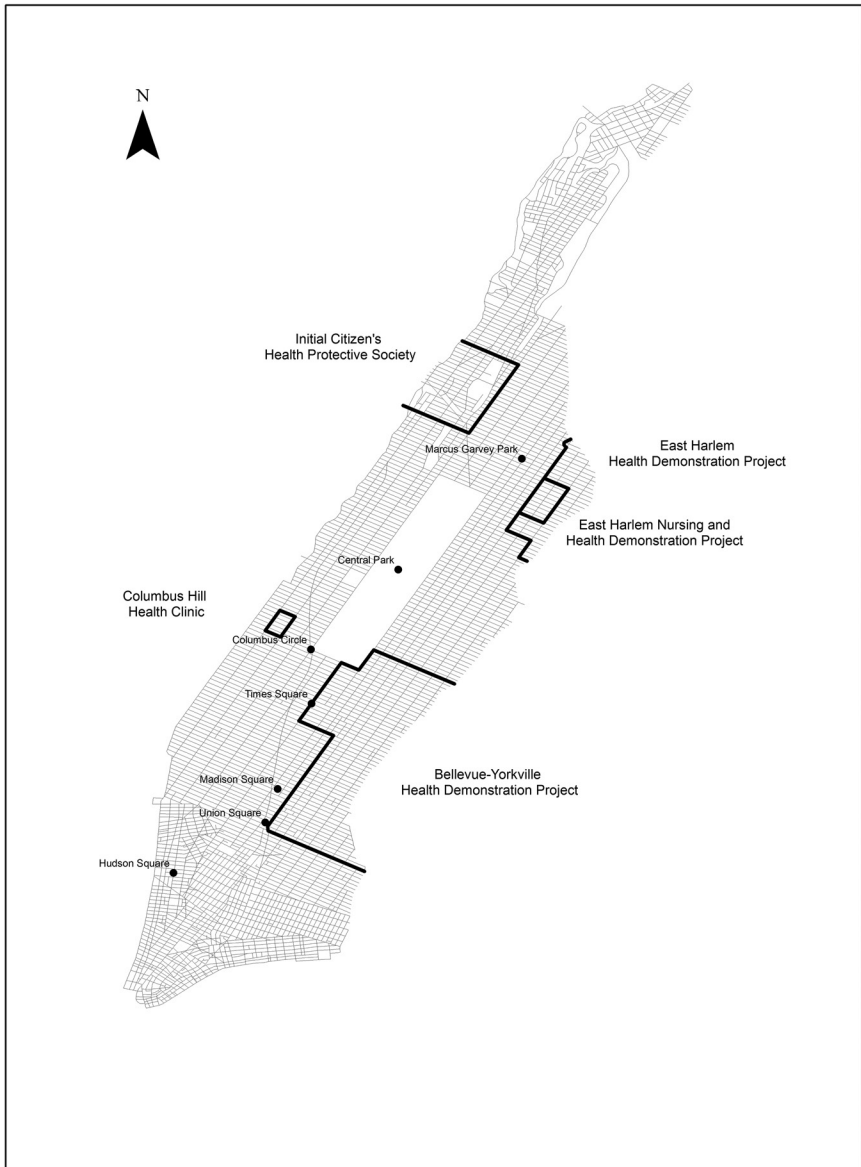 N
Initial Citizen's
Health Protective Society
Marcus Garvey Park
East Harlem
Health Demonstration Project
East Harlem Nursing and
Health Demonstration Project
Central Park
Columbus Hill
Health Clinic
Columbus Circle
Times Square
Madison Square
Bellevue-Yorkville
Health Demonstration Project
Union Square
Hudson Square